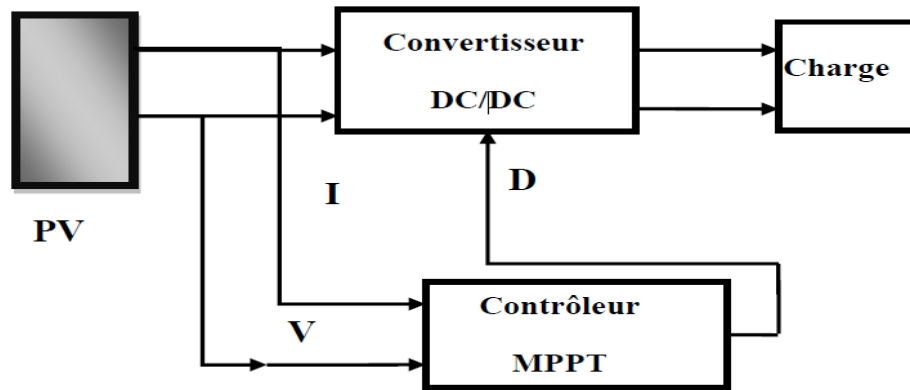 Convertisseur
DC/DC
Charge
I
D
PV
Contrôleur
V
MPPT